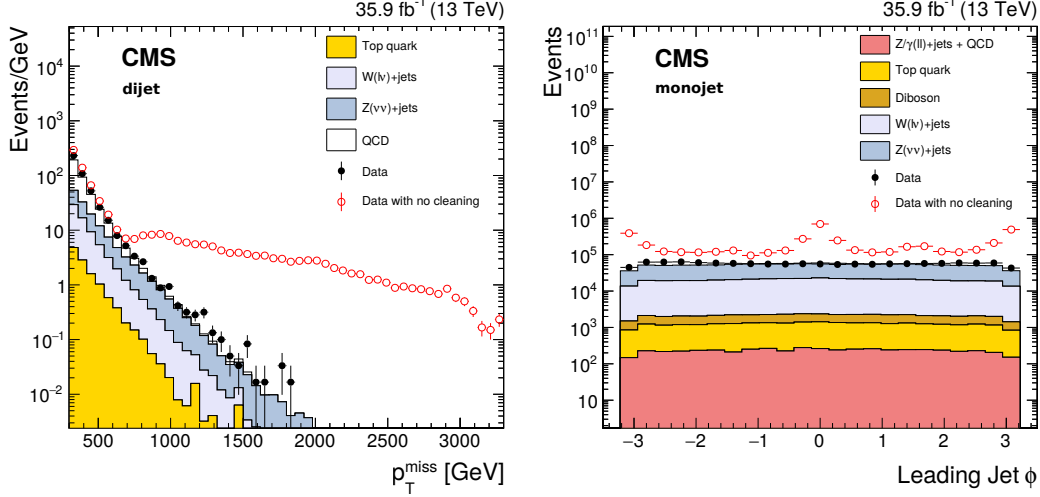 35.9 fb⁻¹ (13 TeV)
CMS
dijet
Top quark
W(lν)+jets
Z(νν)+jets
QCD
Data
Data with no cleaning
Events/GeV
10⁴
10³
10²
10
1
10⁻¹
10⁻²
500 1000 1500 2000 2500 3000
p_T^miss [GeV]
35.9 fb⁻¹ (13 TeV)
CMS
monojet
Z/γ(ll)+jets + QCD
Top quark
Diboson
W(lν)+jets
Z(νν)+jets
Data
Data with no cleaning
Events
10¹¹
10¹⁰
10⁹
10⁸
10⁷
10⁶
10⁵
10⁴
10³
10²
10
−3 −2 −1 0 1 2 3
Leading Jet ϕ